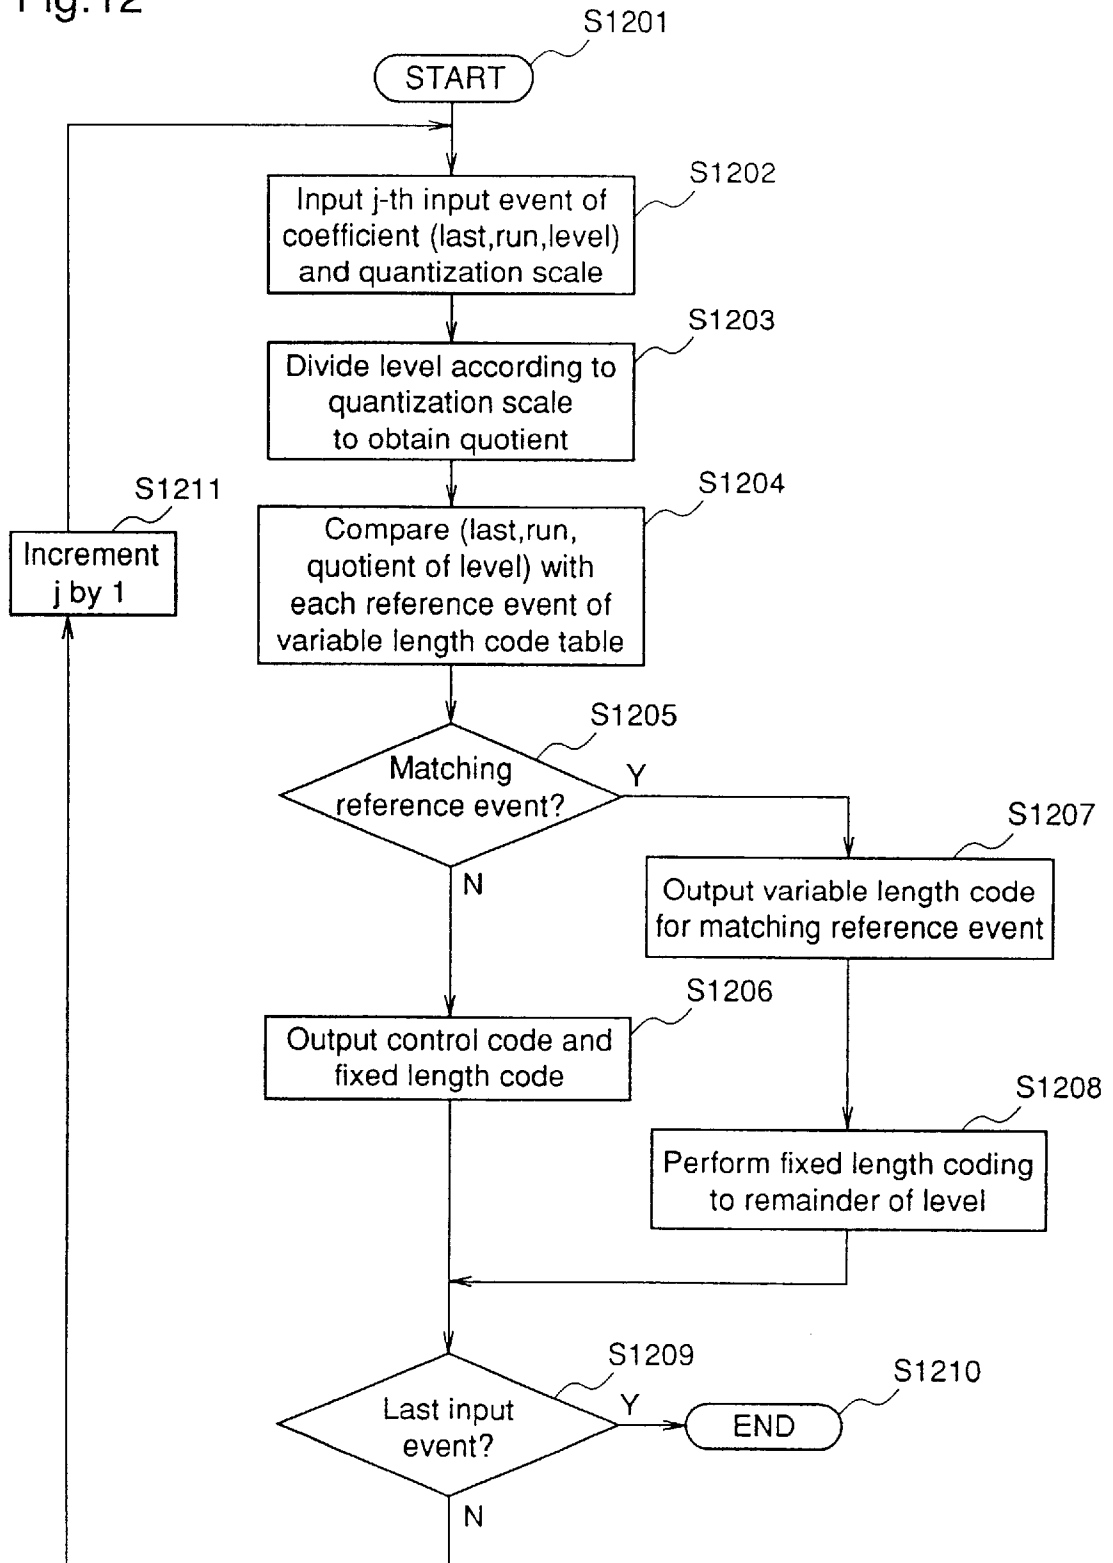 Fig.12
S1201
START
S1202
Input j-th input event of
coefficient (last,run,level)
and quantization scale
S1203
Divide level according to
quantization scale
to obtain quotient
S1204
Compare (last,run,
quotient of level) with
each reference event of
variable length code table
S1211
Increment
j by 1
S1205
Matching
reference event?
Y
N
S1207
Output variable length code
for matching reference event
S1206
Output control code and
fixed length code
S1208
Perform fixed length coding
to remainder of level
S1209
Last input
event?
Y
N
S1210
END